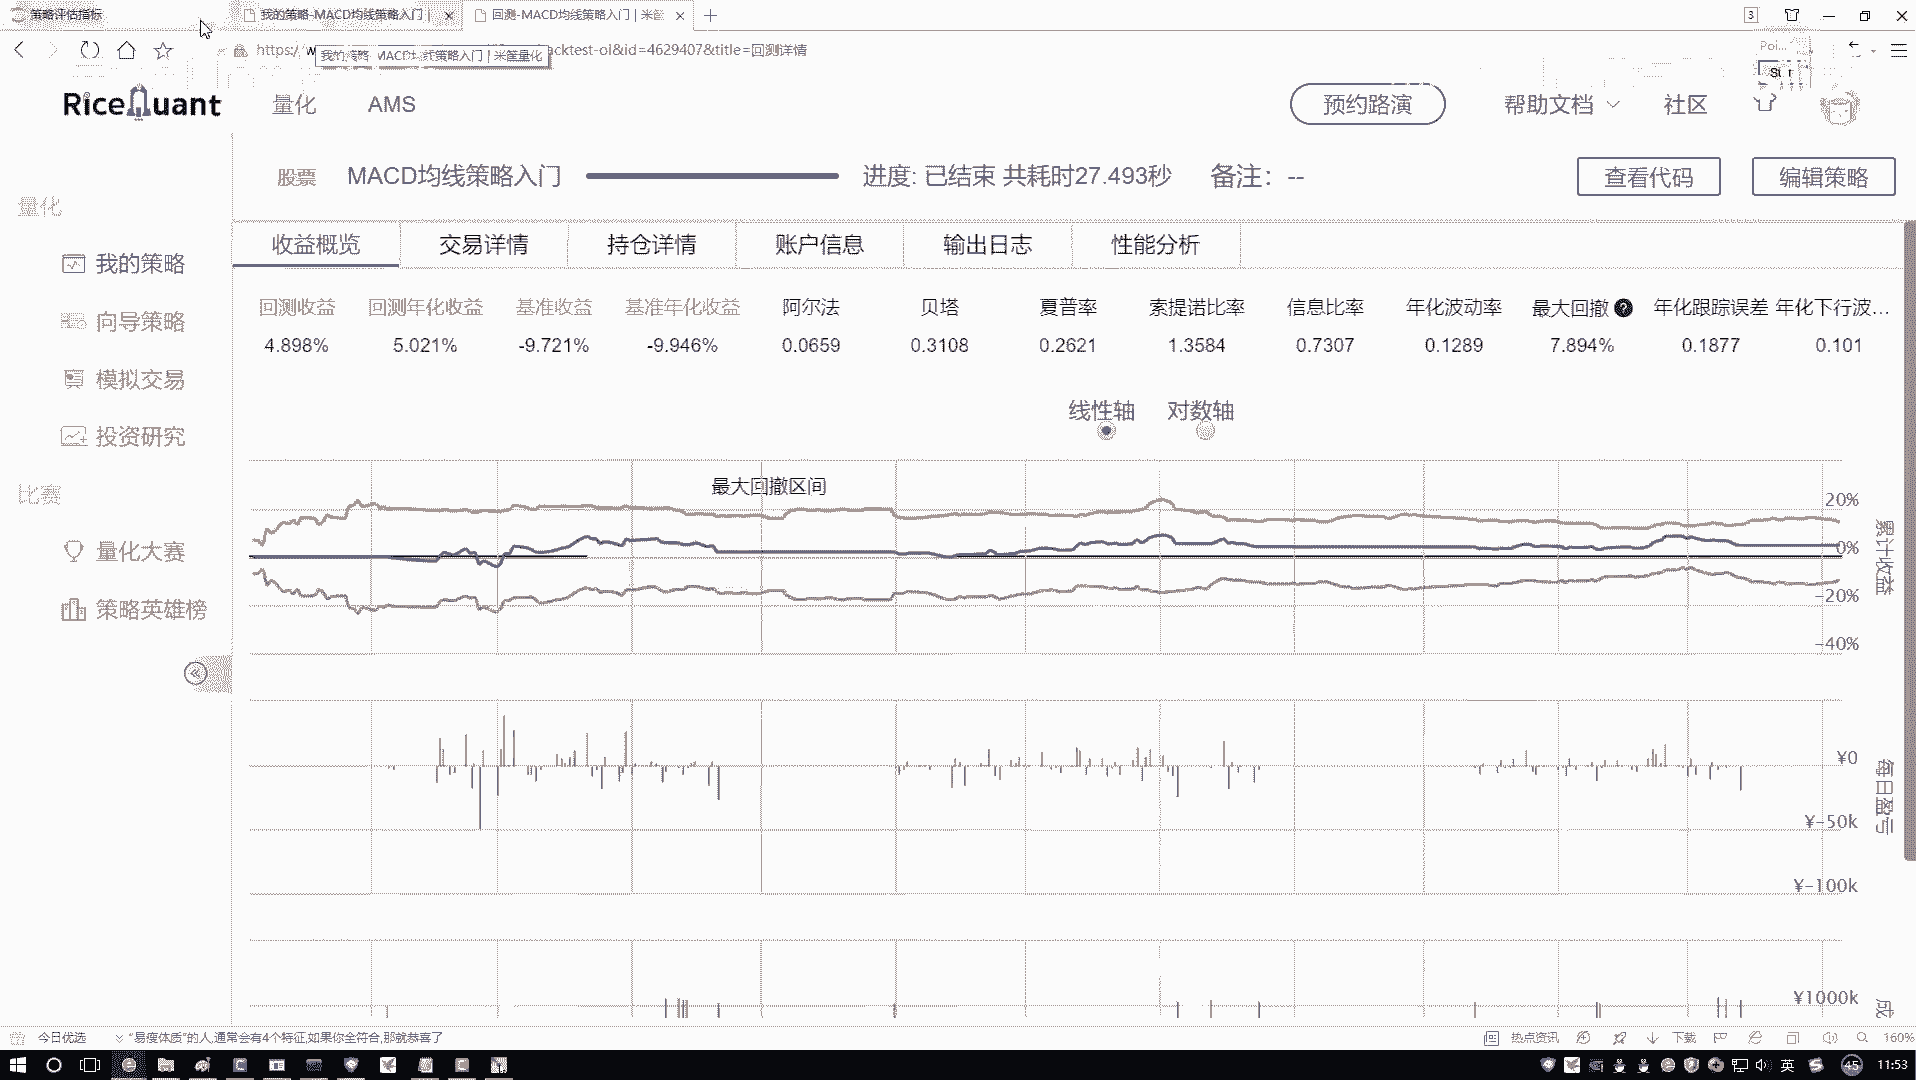 策略评估指标
我的策略-MACD均线策略入门 |
回测-MACD均线策略入门 | 米筐
3
https://w
acktest-ol&id=4629407&title=回测详情
我的策略-MACD均线策略入门 | 米筐量化
Poi...
RiceQuant
量化
AMS
预约路演
帮助文档
社区
股票
MACD均线策略入门
进度: 已结束 共耗时27.493秒
备注: --
查看代码
编辑策略
量化
我的策略
向导策略
模拟交易
投资研究
比赛
量化大赛
策略英雄榜
收益概览 交易详情 持仓详情 账户信息 输出日志 性能分析
回测收益 回测年化收益 基准收益 基准年化收益 阿尔法 贝塔 夏普率 索提诺比率 信息比率 年化波动率 最大回撤 ? 年化跟踪误差 年化下行波...
4.898% 5.021% -9.721% -9.946% 0.0659 0.3108 0.2621 1.3584 0.7307 0.1289 7.894% 0.1877 0.101
线性轴 对数轴
最大回撤区间
20%
0%
-20%
-40%
累计收益
¥0
¥-50k
¥-100k
每日盈亏
¥1000k
成
今日优选
“易瘦体质”的人,通常会有4个特征,如果你全符合,那就恭喜了
热点资讯
下载
160%
英
45
11:53